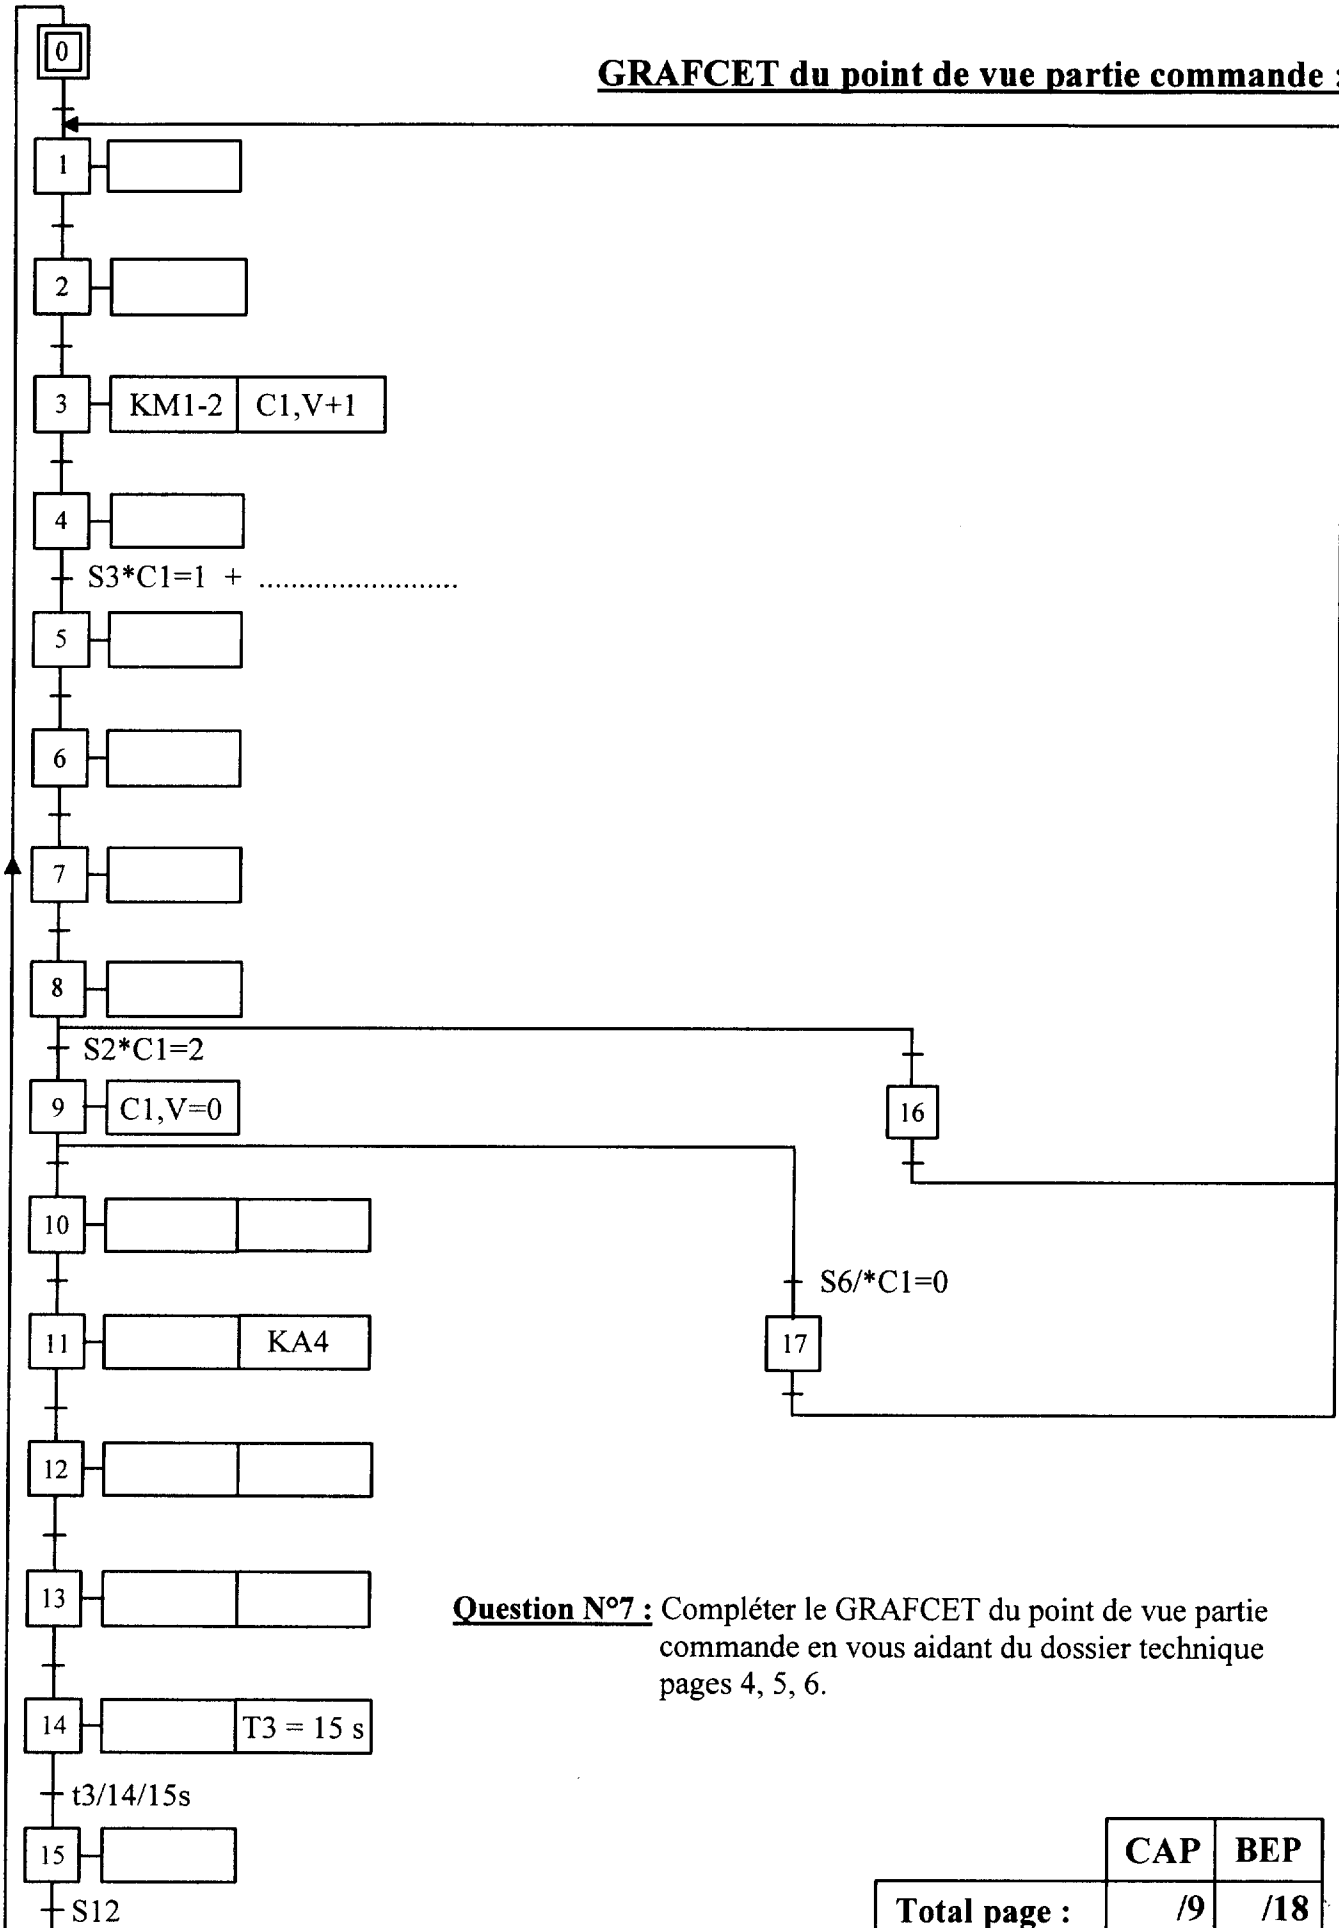 0
GRAFCET du point de vue partie commande :
1
2
3 KM1-2 C1,V+1
4
S3*C1=1 + ........................
5
6
7
8
S2*C1=2
9 C1,V=0
16
10
S6/*C1=0
11 KA4
17
12
13
Question N°7 : Compléter le GRAFCET du point de vue partie
commande en vous aidant du dossier technique
pages 4, 5, 6.
14 T3 = 15 s
t3/14/15s
15
CAP BEP
S12
Total page : /9 /18